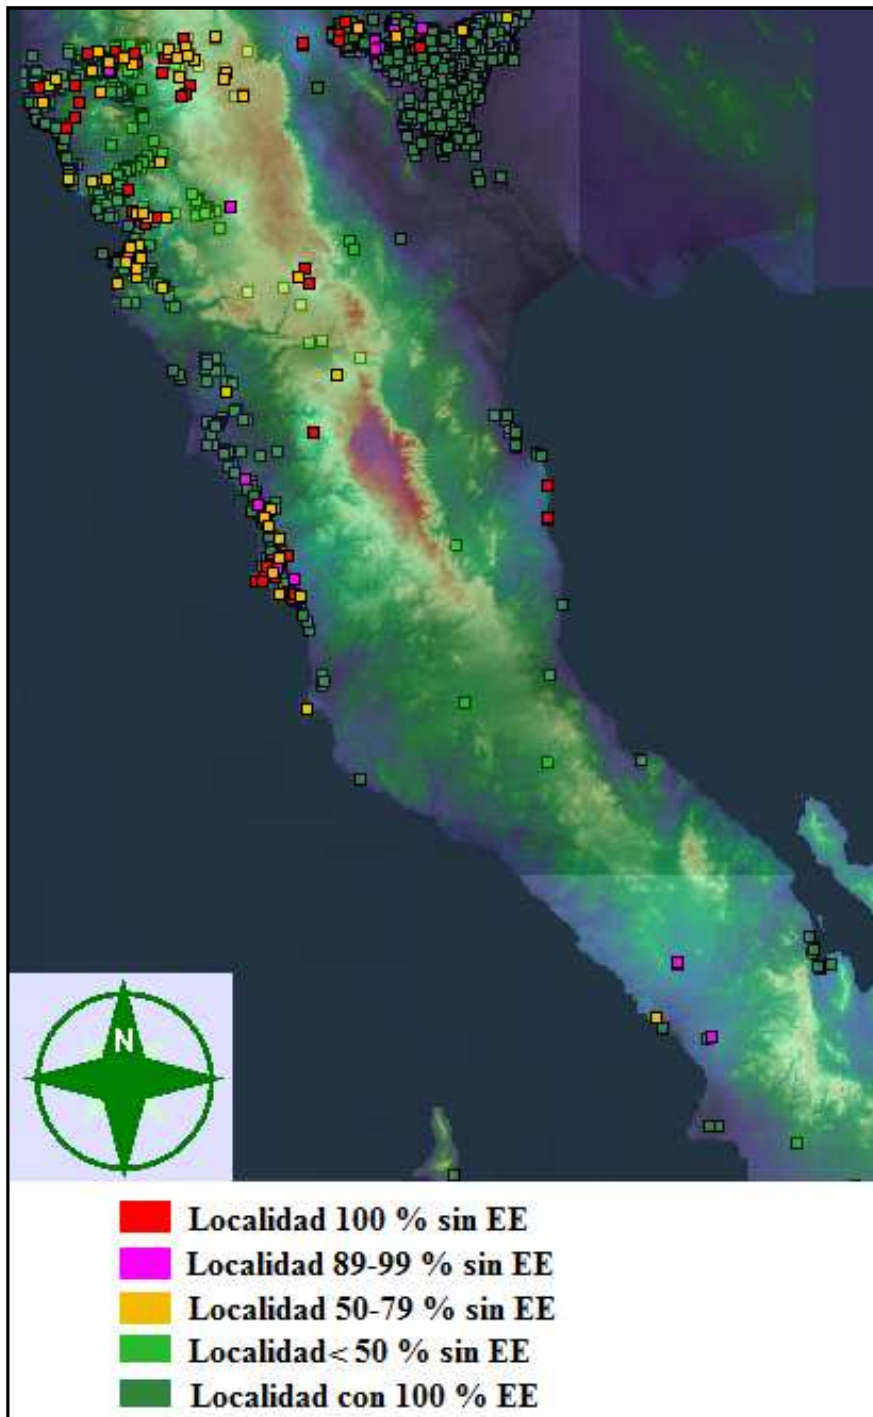 N
Localidad 100 % sin EE
Localidad 89-99 % sin EE
Localidad 50-79 % sin EE
Localidad< 50 % sin EE
Localidad con 100 % EE